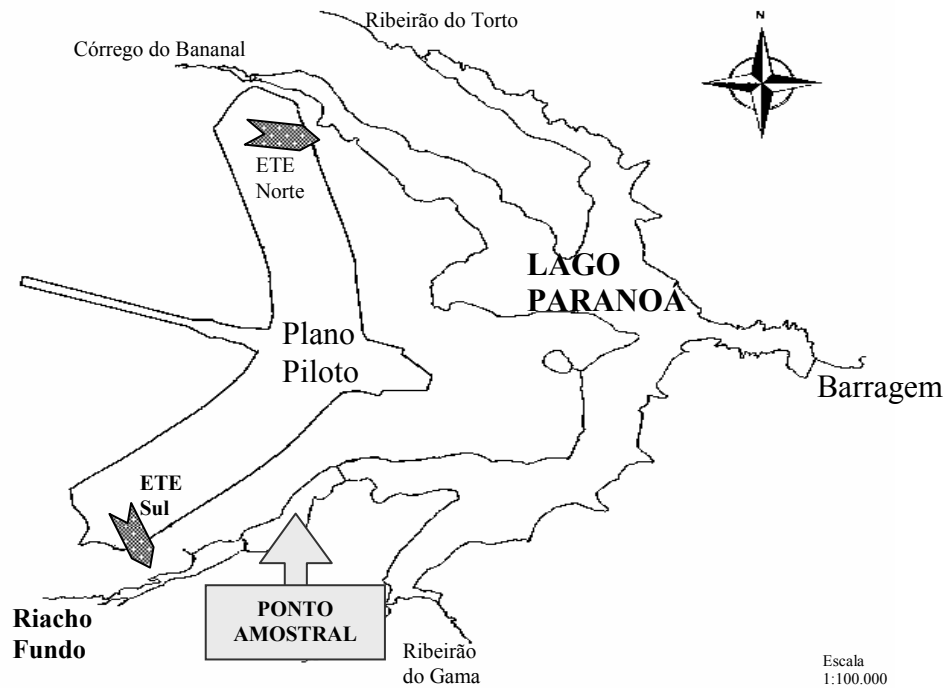 Ribeirão do Torto
N
Córrego do Bananal
ETE
Norte
LAGO
PARANOÁ
Plano
Piloto
Barragem
ETE
Sul
PONTO
AMOSTRAL
Riacho
Fundo
Ribeirão
do Gama
Escala
1:100.000